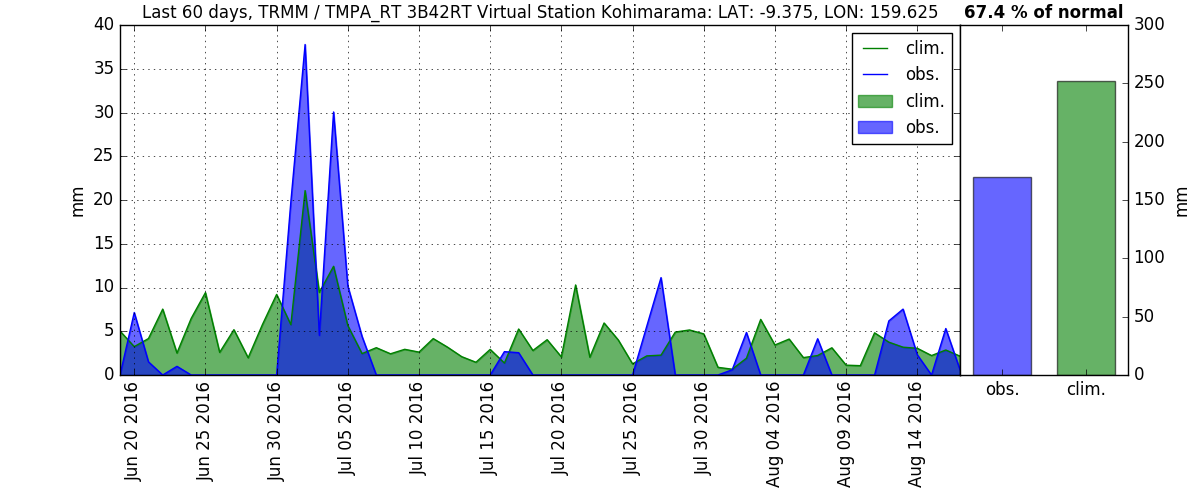 Last 60 days, TRMM / TMPA_RT 3B42RT Virtual Station Kohimarama: LAT: -9.375, LON: 159.625
67.4 % of normal
40
35
30
25
20
15
10
5
0
mm
clim.
obs.
clim.
obs.
Jun 20 2016
Jun 25 2016
Jun 30 2016
Jul 05 2016
Jul 10 2016
Jul 15 2016
Jul 20 2016
Jul 25 2016
Jul 30 2016
Aug 04 2016
Aug 09 2016
Aug 14 2016
300
250
200
150
100
50
0
mm
obs.
clim.